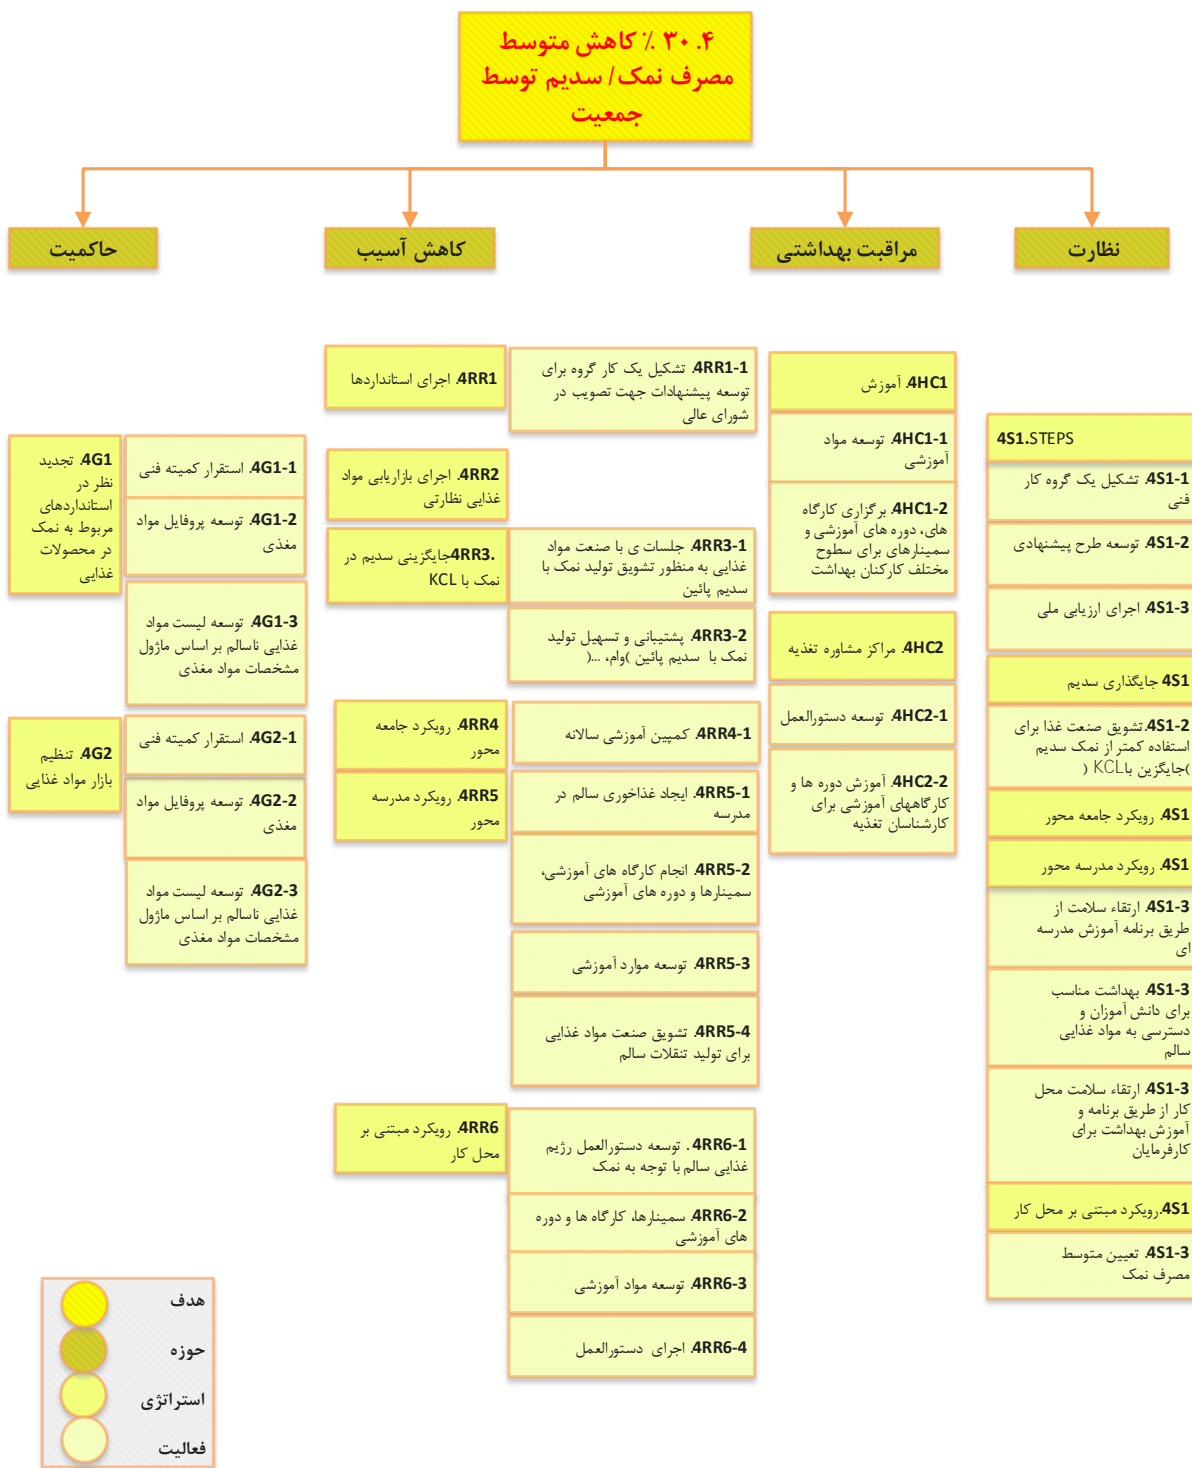 ۴. ۳۰ ٪ کاهش متوسط
مصرف نمک/ سدیم توسط
جمعیت
نظارت
مراقبت بهداشتی
کاهش آسیب
حاکمیت
4S1.STEPS
4S1-1. تشکیل یک گروه کار
فنی
4S1-2. توسعه طرح پیشنهادی
4S1-3. اجرای ارزیابی ملی
4S1 جایگذاری سدیم
4S1-2.تشویق صنعت غذا برای
استفاده کمتر از نمک سدیم
)جایگزین باKCL (
4S1. رویکرد جامعه محور
4S1. رویکرد مدرسه محور
4S1-3. ارتقاء سلامت از
طریق برنامه آموزش مدرسه
ای
4S1-3. بهداشت مناسب
برای دانش آموزان و
دسترسی به مواد غذایی
سالم
4S1-3. ارتقاء سلامت محل
کار از طریق برنامه و
آموزش بهداشت برای
کارفرمایان
4S1.رویکرد مبتنی بر محل کار
4S1-3. تعیین متوسط
مصرف نمک
4HC1. آموزش
4HC1-1. توسعه مواد
آموزشی
4HC1-2. برگزاری کارگاه
های، دوره های آموزشی و
سمینارهای برای سطوح
مختلف کارکنان بهداشت
4HC2. مراکز مشاوره تغذیه
4HC2-1. توسعه دستورالعمل
4HC2-2. آموزش دوره ها و
کارگاههای آموزشی برای
کارشناسان تغذیه
4RR1. اجرای استانداردها
4RR1-1. تشکیل یک کار گروه برای
توسعه پیشنهادات جهت تصویب در
شورای عالی
4RR2. اجرای بازاریابی مواد
غذایی نظارتی
4RR3.جایگزینی سدیم در
نمک با KCL
4RR3-1. جلسات ی با صنعت مواد
غذایی به منظور تشویق تولید نمک با
سدیم پائین
4RR3-2. پشتیبانی و تسهیل تولید
نمک با سدیم پائین )وام، ...(
4RR4. رویکرد جامعه
محور
4RR4-1. کمپین آموزشی سالانه
4RR5. رویکرد مدرسه
محور
4RR5-1. ایجاد غذاخوری سالم در
مدرسه
4RR5-2. انجام کارگاه های آموزشی،
سمینارها و دوره های آموزشی
4RR5-3. توسعه موارد آموزشی
4RR5-4. تشویق صنعت مواد غذایی
برای تولید تنقلات سالم
4RR6. رویکرد مبتنی بر
محل کار
4RR6-1 . توسعه دستورالعمل رژیم
غذایی سالم با توجه به نمک
4RR6-2. سمینارها، کارگاه ها و دوره
های آموزشی
4RR6-3. توسعه مواد آموزشی
4RR6-4. اجرای دستورالعمل
4G1. تجدید
نظر در
استانداردهای
مربوط به نمک
در محصولات
غذایی
4G1-1. استقرار کمیته فنی
4G1-2. توسعه پروفایل مواد
مغذی
4G1-3. توسعه لیست مواد
غذایی ناسالم بر اساس ماژول
مشخصات مواد مغذی
4G2. تنظیم
بازار مواد غذایی
4G2-1. استقرار کمیته فنی
4G2-2. توسعه پروفایل مواد
مغذی
4G2-3. توسعه لیست مواد
غذایی ناسالم بر اساس ماژول
مشخصات مواد مغذی
هدف
حوزه
استراتژی
فعالیت